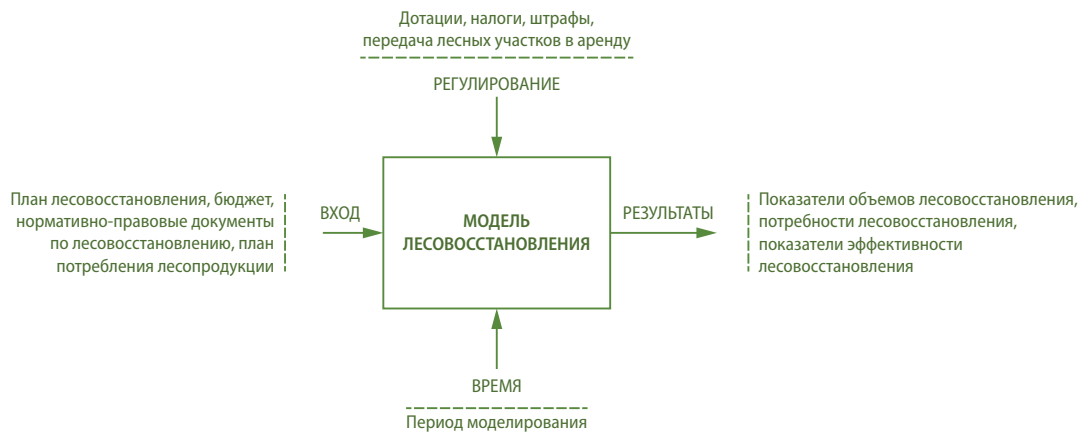 Дотации, налоги, штрафы,
передача лесных участков в аренду
РЕГУЛИРОВАНИЕ
План лесовосстановления, бюджет,
нормативно-правовые документы
по лесовосстановлению, план
потребления лесопродукции
ВХОД
МОДЕЛЬ
ЛЕСОВОССТАНОВЛЕНИЯ
РЕЗУЛЬТАТЫ
Показатели объемов лесовосстановления,
потребности лесовосстановления,
показатели эффективности
лесовосстановления
ВРЕМЯ
Период моделирования